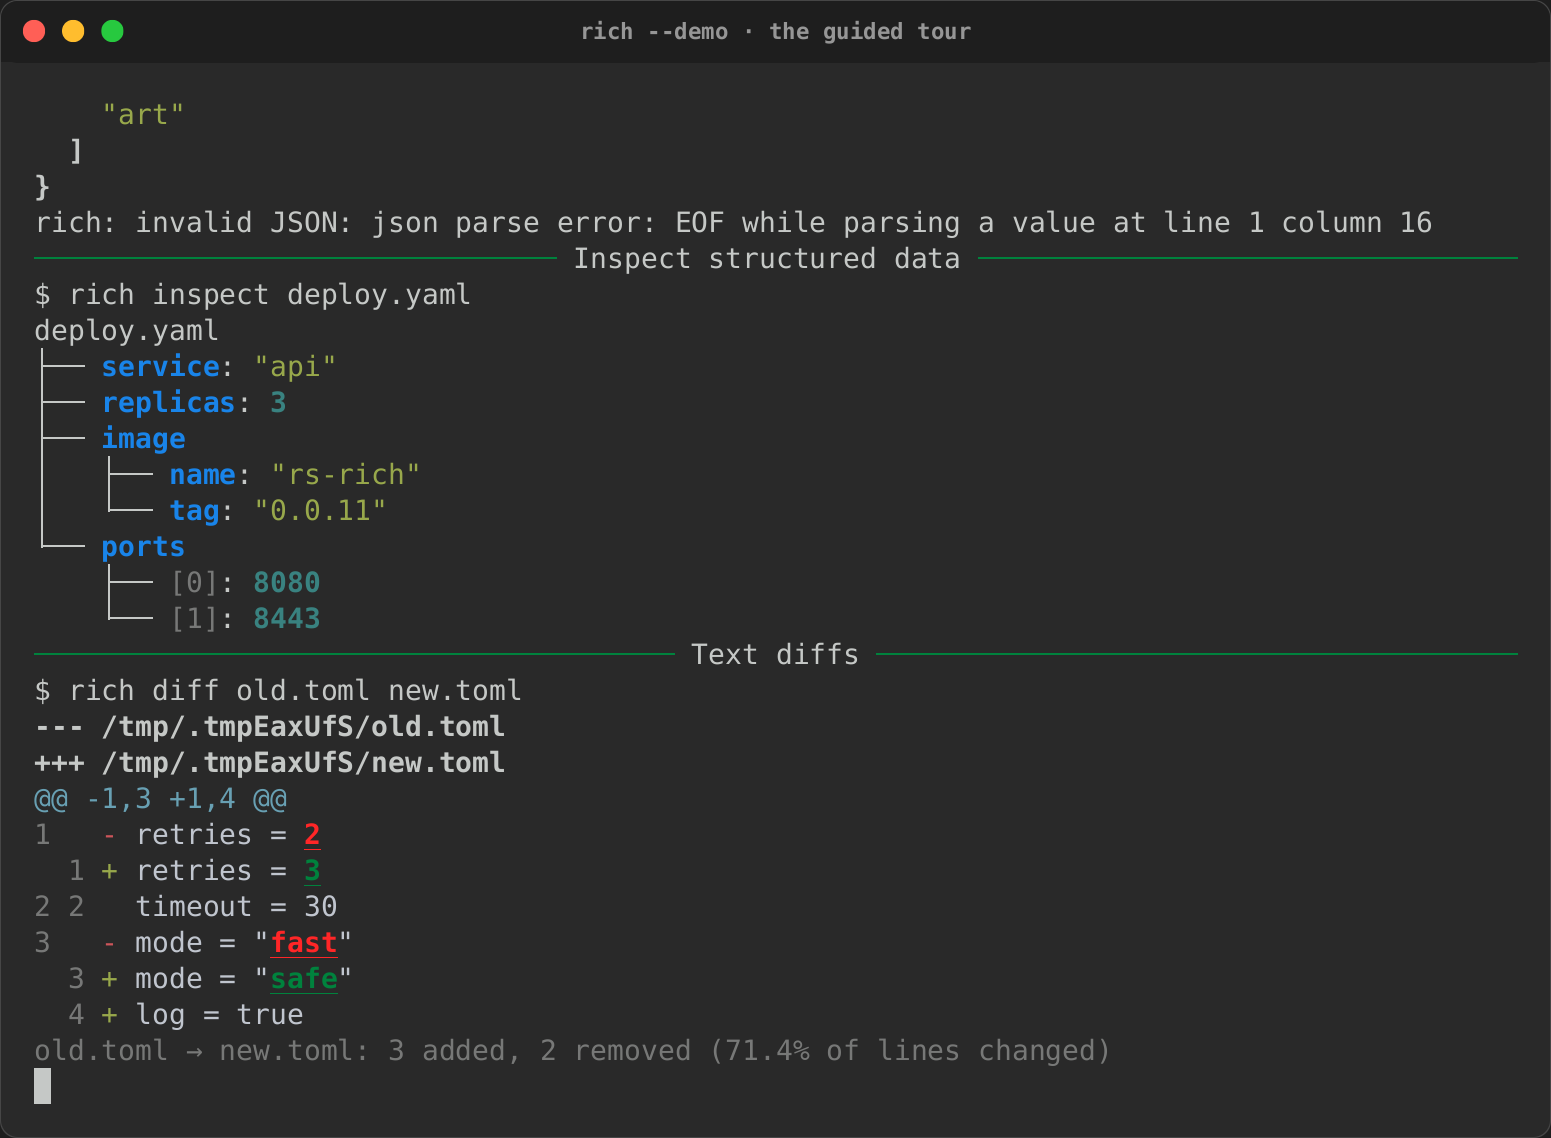 rich --demo · the guided tour
"art"
]
}
rich: invalid JSON: json parse error: EOF while parsing a value at line 1 column 16
Inspect structured data
$ rich inspect deploy.yaml
deploy.yaml
service: "api"
replicas: 3
image
name: "rs-rich"
tag: "0.0.11"
ports
[0]: 8080
[1]: 8443
Text diffs
$ rich diff old.toml new.toml
--- /tmp/.tmpEaxUfS/old.toml
+++ /tmp/.tmpEaxUfS/new.toml
@@ -1,3 +1,4 @@
1   - retries = 2
  1 + retries = 3
2 2   timeout = 30
3   - mode = "fast"
  3 + mode = "safe"
  4 + log = true
old.toml → new.toml: 3 added, 2 removed (71.4% of lines changed)